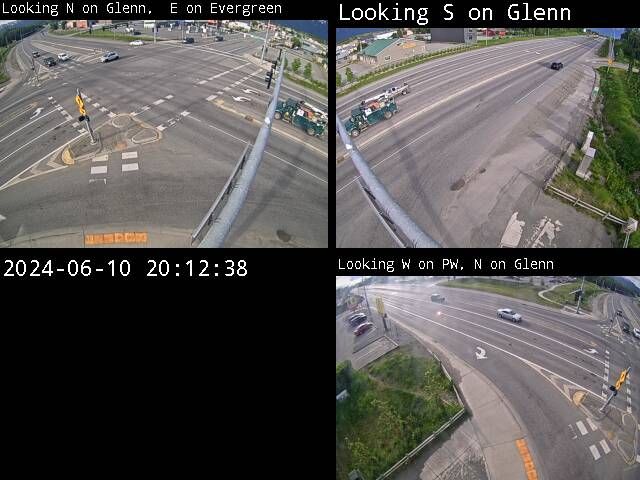 Looking N on Glenn,  E on Evergreen
Looking S on Glenn
2024-06-10 20:12:38
Looking W on PW, N on Glenn